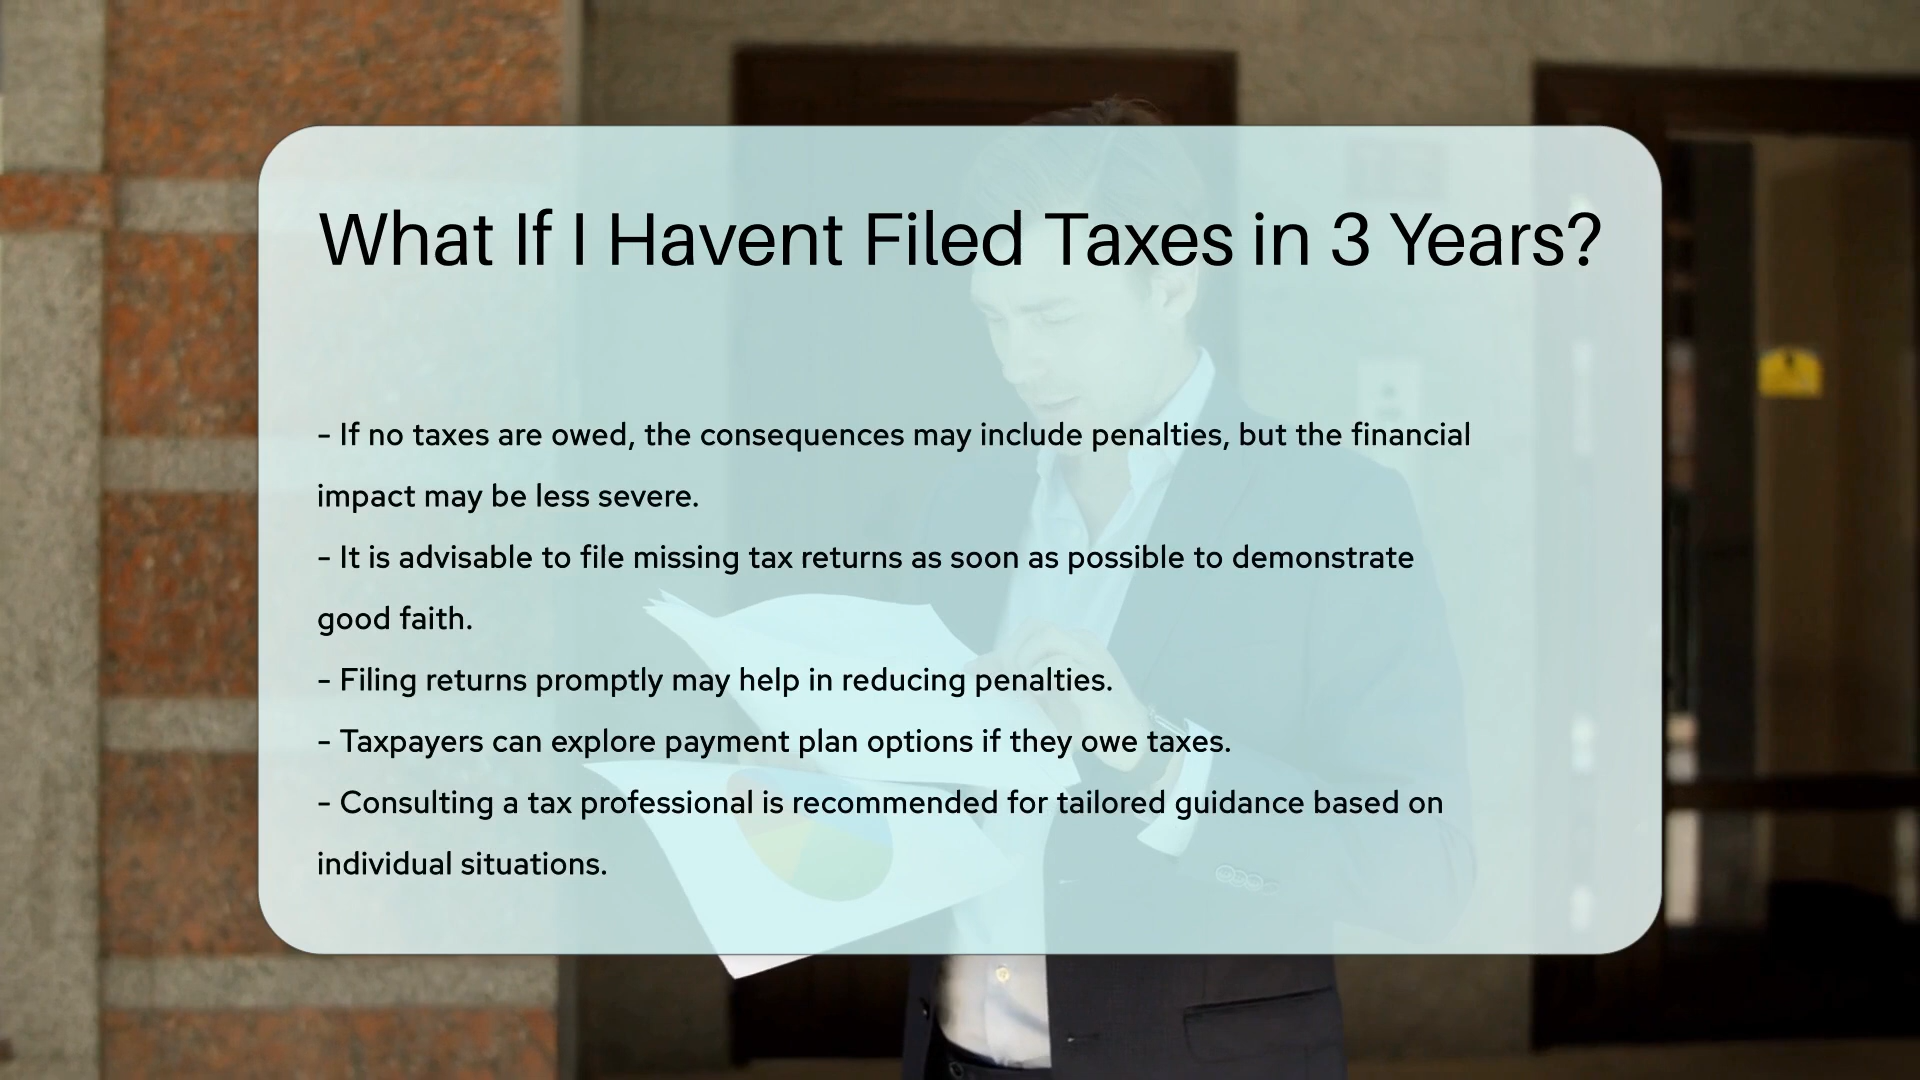 What If I Havent Filed Taxes in 3 Years?
- If no taxes are owed, the consequences may include penalties, but the financial
impact may be less severe.
- It is advisable to file missing tax returns as soon as possible to demonstrate
good faith.
- Filing returns promptly may help in reducing penalties.
- Taxpayers can explore payment plan options if they owe taxes.
- Consulting a tax professional is recommended for tailored guidance based on
individual situations.